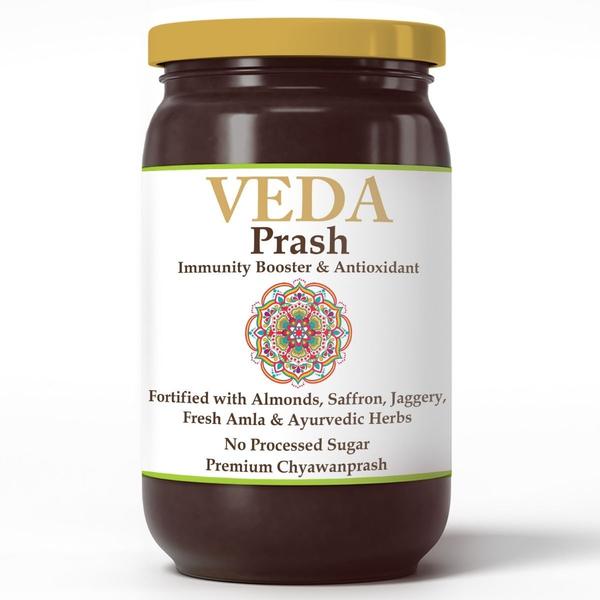 VEDA
Prash
Immunity Booster & Antioxidant
Fortified with Almonds, Saffron, Jaggery,
Fresh Amla & Ayurvedic Herbs
No Processed Sugar
Premium Chyawanprash